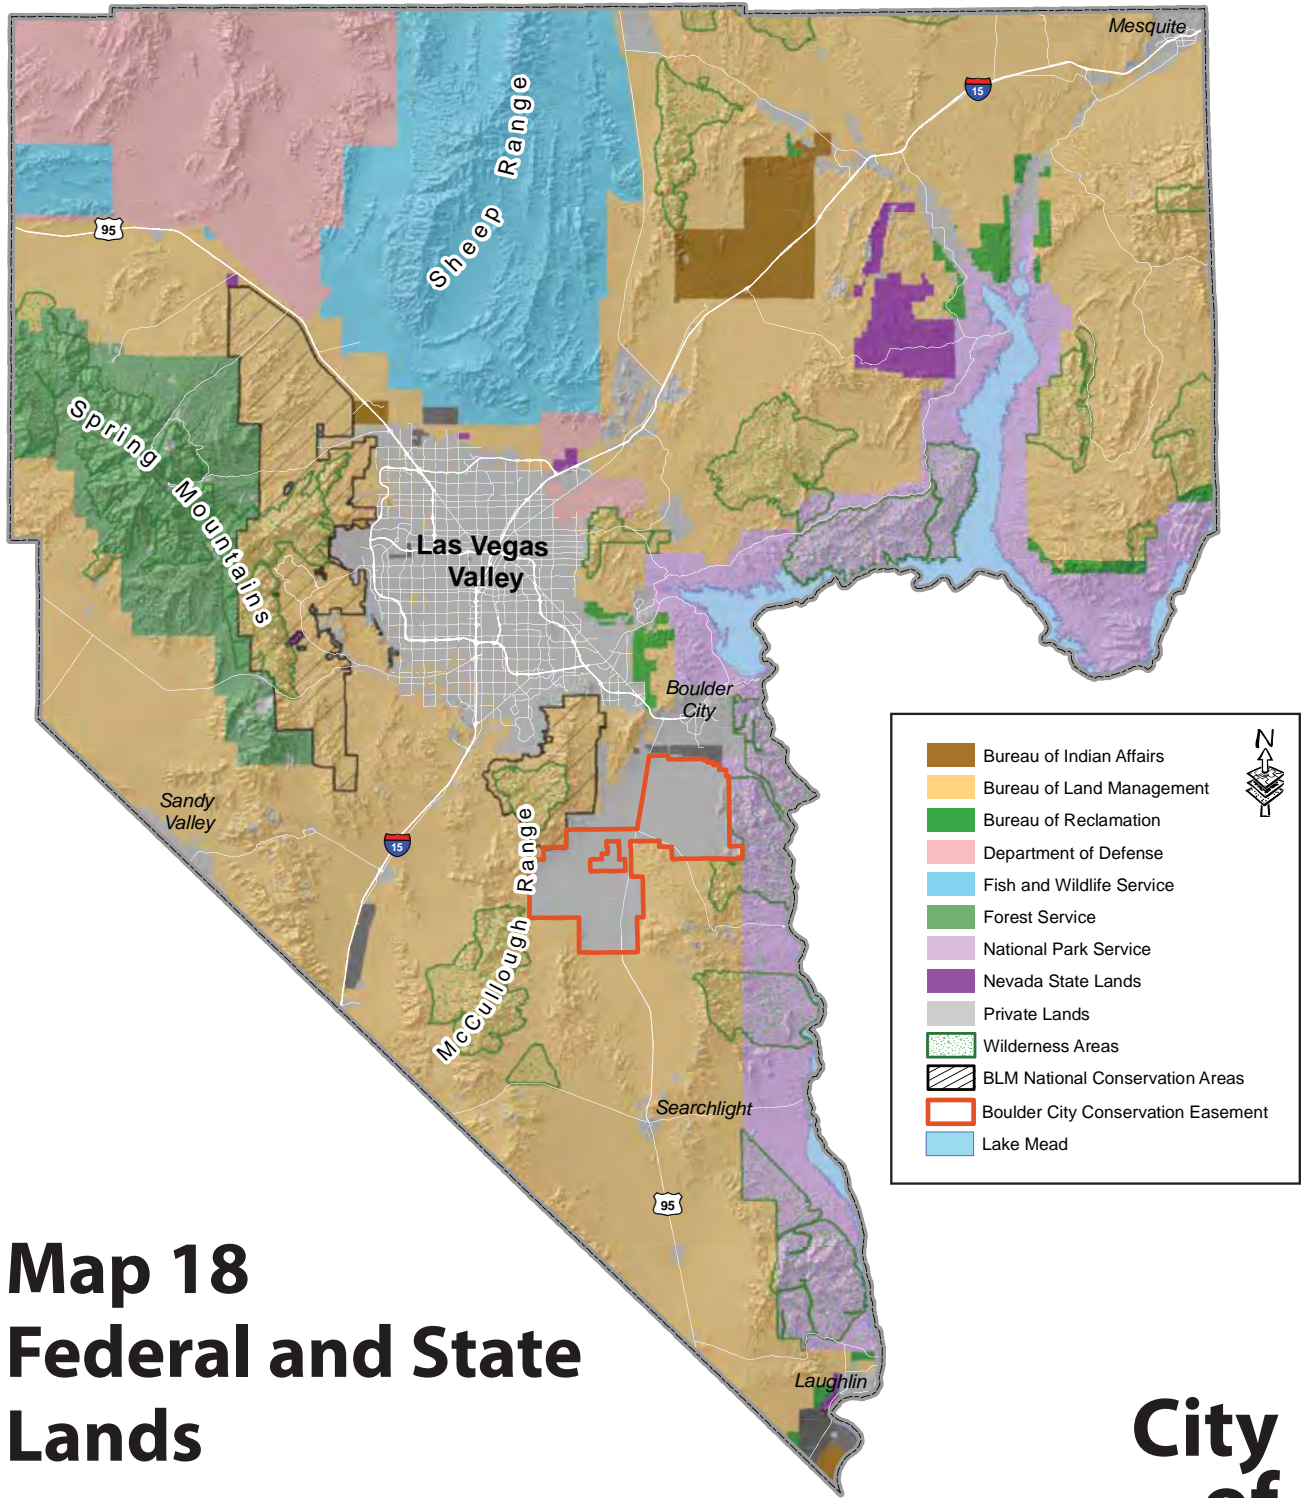 Mesquite
15
Sheep Range
95
Spring Mountains
Las Vegas
Valley
Boulder
City
Sandy
Valley
15
McCullough Range
Searchlight
95
Laughlin
N
Bureau of Indian Affairs
Bureau of Land Management
Bureau of Reclamation
Department of Defense
Fish and Wildlife Service
Forest Service
National Park Service
Nevada State Lands
Private Lands
Wilderness Areas
BLM National Conservation Areas
Boulder City Conservation Easement
Lake Mead
Map 18
Federal and State
Lands
City
of